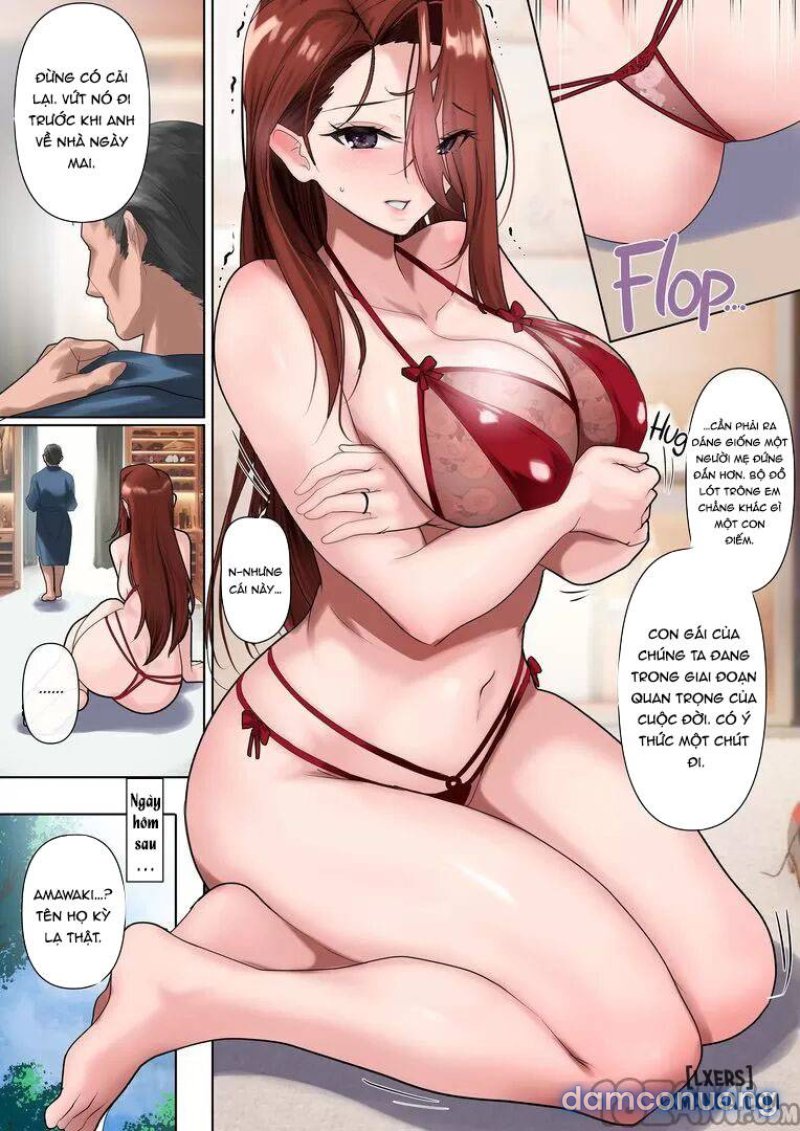 ...CẦN PHẢI RA
DÁNG GIỐNG MỘT
NGƯỜI MẸ ĐỨNG
ĐẮN HƠN. BỘ ĐỒ
LÓT TRÔNG EM
CHẲNG KHÁC GÌ
MỘT CON
ĐIẾM.
Flop...
Hug
CON GÁI CỦA
CHÚNG TA ĐANG
TRONG GIAI ĐOẠN
QUAN TRỌNG CỦA
CUỘC ĐỜI. CÓ Ý
THỨC MỘT CHÚT
ĐI.
N-NHƯNG
CÁI NÀY...
ĐỪNG CÓ CÃI
LẠI. VỨT NÓ ĐI
TRƯỚC KHI ANH
VỀ NHÀ NGÀY
MAI.
......
Ngày
hôm
sau
...
AMAWAKI...?
TÊN HỌ KỲ
LẠ THẬT.
[LXERS]
damconuong